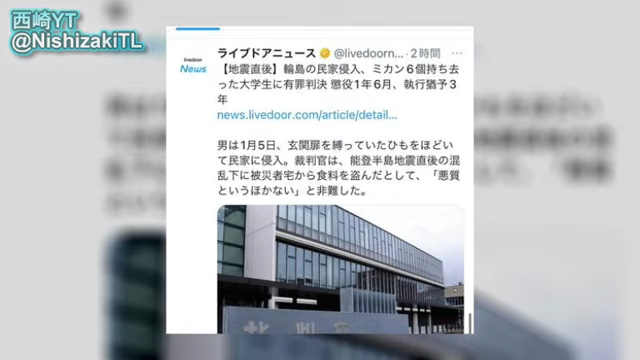 西崎YT
@NishizakiTL
livedoor
News
ライブドアニュース @livedoorn... · 2時間
【地震直後】輪島の民家侵入、ミカン6個持ち去
った大学生に有罪判決 懲役1年6月、執行猶予3
年
news.livedoor.com/article/detail...
男は1月5日、玄関扉を縛っていたひもをほどい
て民家に侵入。裁判官は、能登半島地震直後の混
乱下に被災者宅から食料を盗んだとして、「悪質
というほかない」と非難した。